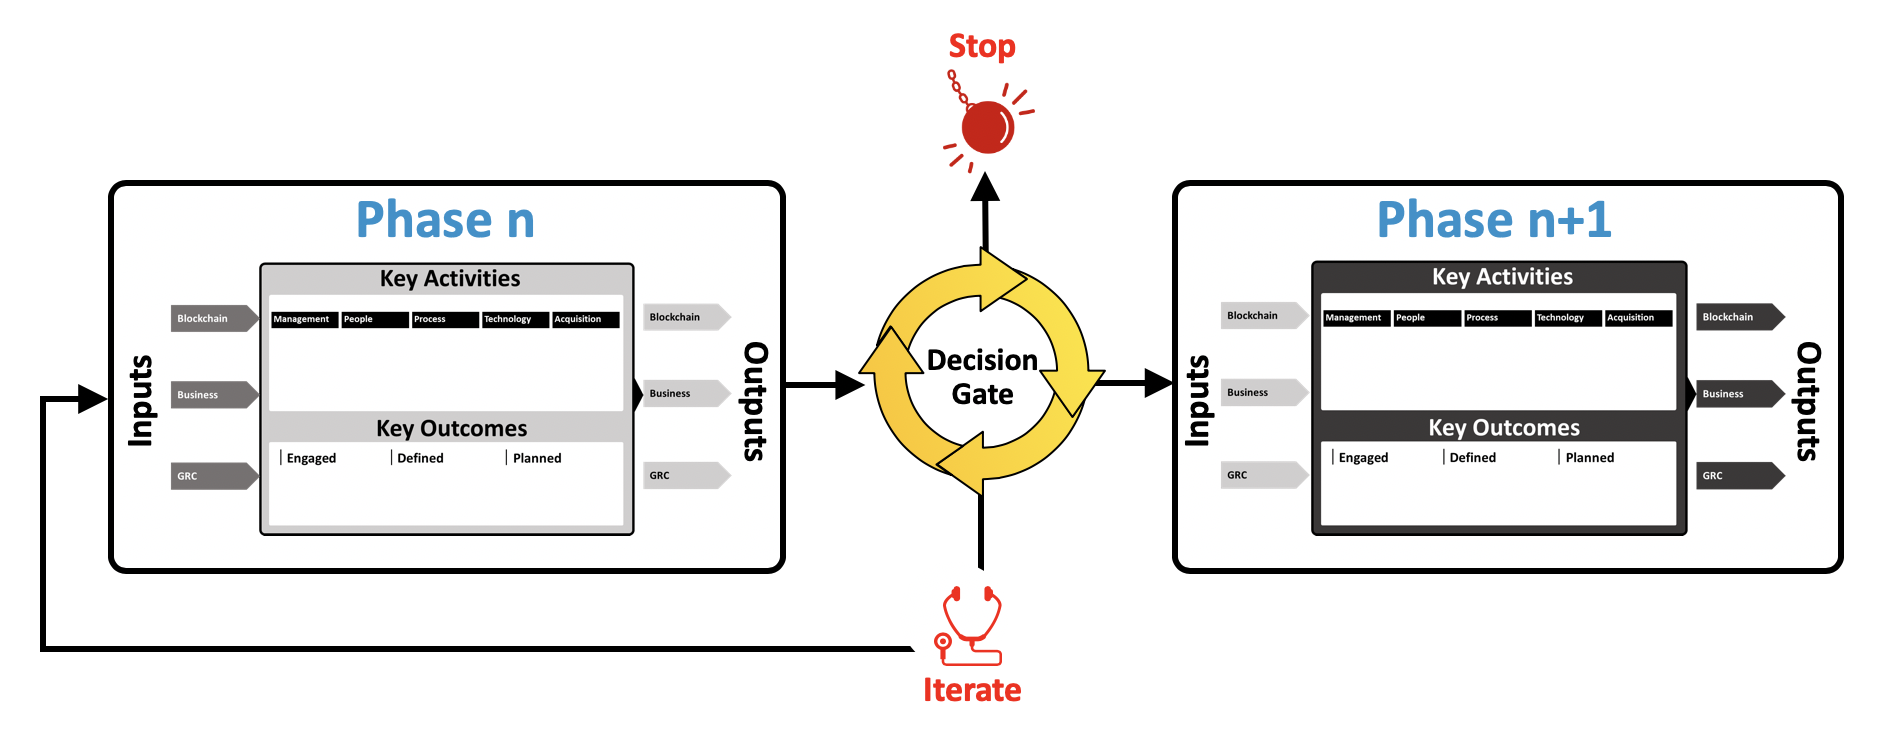 Stop
Phase n
Inputs
Blockchain
Business
GRC
Key Activities
Management People Process Technology Acquisition
Key Outcomes
Engaged Defined Planned
Blockchain
Business
GRC
Outputs
Decision
Gate
Phase n+1
Inputs
Blockchain
Business
GRC
Key Activities
Management People Process Technology Acquisition
Key Outcomes
Engaged Defined Planned
Blockchain
Business
GRC
Outputs
Iterate